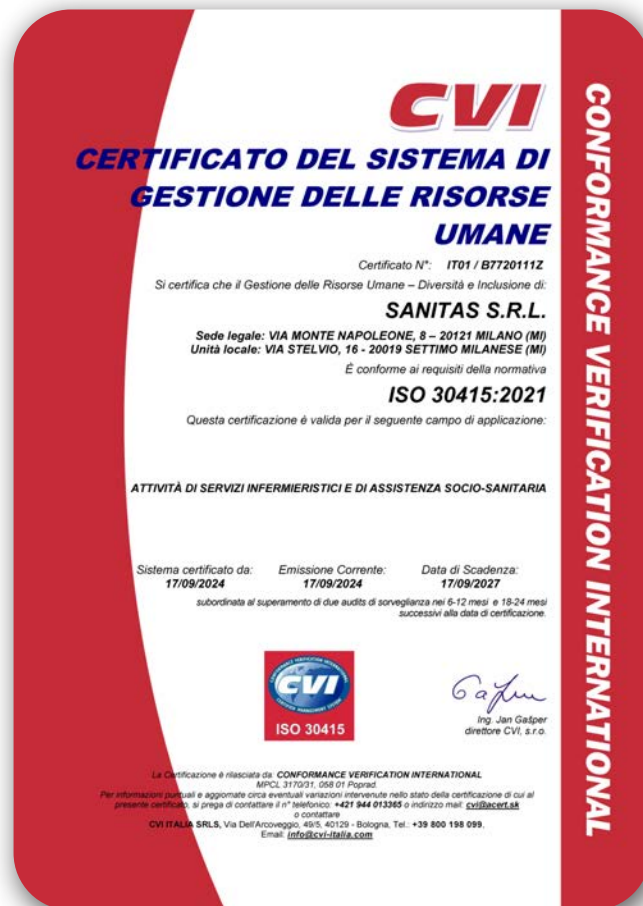 CVI
CERTIFICATO DEL SISTEMA DI
GESTIONE DELLE RISORSE
UMANE
Certificato N°: IT01 / B7720111Z
Si certifica che il Gestione delle Risorse Umane – Diversità e Inclusione di:
SANITAS S.R.L.
Sede legale: VIA MONTE NAPOLEONE, 8 – 20121 MILANO (MI)
Unità locale: VIA STELVIO, 16 - 20019 SETTIMO MILANESE (MI)
È conforme ai requisiti della normativa
ISO 30415:2021
Questa certificazione è valida per il seguente campo di applicazione:
ATTIVITÀ DI SERVIZI INFERMIERISTICI E DI ASSISTENZA SOCIO-SANITARIA
Sistema certificato da: Emissione Corrente: Data di Scadenza:
17/09/2024 17/09/2024 17/09/2027
subordinata al superamento di due audits di sorveglianza nei 6-12 mesi e 18-24 mesi
successivi alla data di certificazione.
CONFORMANCE VERIFICATION INTERNATIONAL
CVI
CERTIFIED MANAGEMENT SYSTEM
ISO 30415
Ing. Jan Gašper
direttore CVI, s.r.o.
La Certificazione è rilasciata da: CONFORMANCE VERIFICATION INTERNATIONAL
MPCL 3170/31, 058 01 Poprad.
Per informazioni puntuali e aggiornate circa eventuali variazioni intervenute nello stato della certificazione di cui al
presente certificato, si prega di contattare il n° telefonico: +421 944 013365 o indirizzo mail: cvi@acert.sk
o contattare
CVI ITALIA SRLS, Via Dell'Arcoveggio, 49/5, 40129 - Bologna, Tel.: +39 800 198 099,
Email: info@cvi-italia.com
CONFORMANCE VERIFICATION INTERNATIONAL